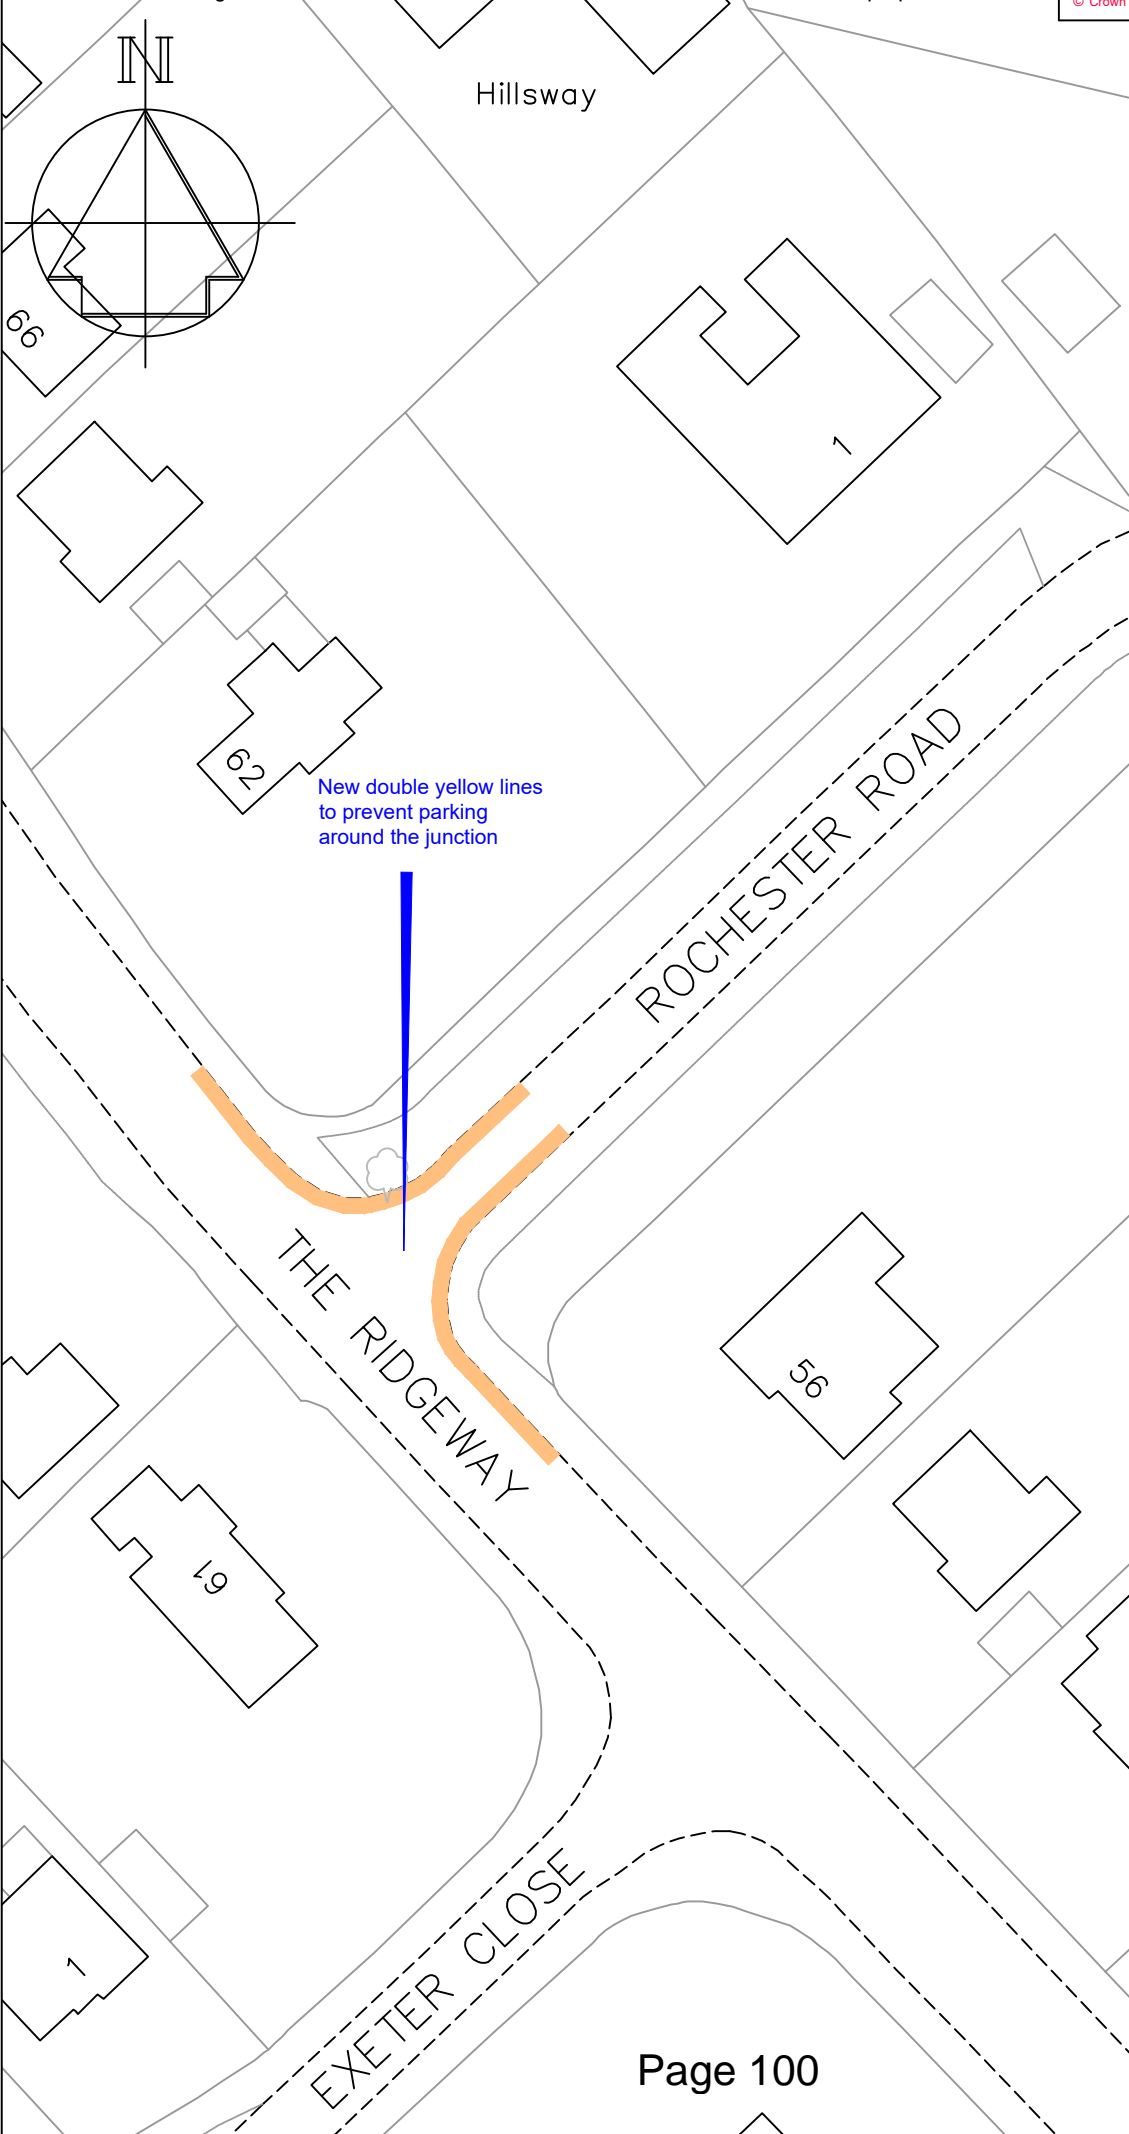 © Crown
N
Hillsway
66
1
62
New double yellow lines
to prevent parking
around the junction
ROCHESTER ROAD
THE RIDGEWAY
56
61
EXETER CLOSE
1
Page 100